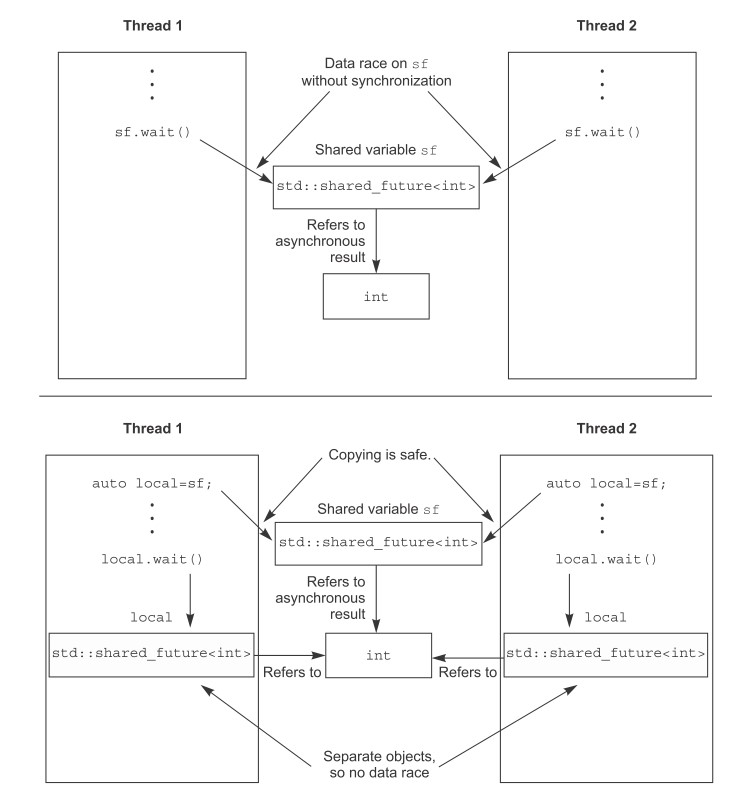 Thread 1
Thread 2
Data race on sf
without synchronization
sf.wait()
sf.wait()
Shared variable sf
std::shared_future<int>
Refers to
asynchronous
result
int
Thread 1
Thread 2
Copying is safe.
auto local=sf;
auto local=sf;
Shared variable sf
std::shared_future<int>
local.wait()
local.wait()
Refers to
asynchronous
result
local
local
std::shared_future<int>
int
std::shared_future<int>
Refers to
Refers to
Separate objects,
so no data race